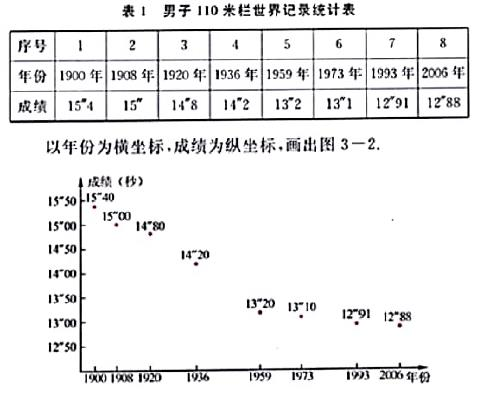 表 1 男子 110 米栏世界记录统计表
序号 1 2 3 4 5 6 7 8
年份 1900 年 1908 年 1920 年 1936 年 1959 年 1973 年 1993 年 2006 年
成绩 15″4 15″ 14″8 14″2 13″2 13″1 12″91 12″88
以年份为横坐标,成绩为纵坐标,画出图 3-2.
成绩(秒)
15″50 15″40
15″00 15″00 14″80
14″50 14″20
14″00
13″50 13″20 13″10 12″91 12″88
13″00
12″50
1900 1908 1920 1936 1959 1973 1993 2006 年份